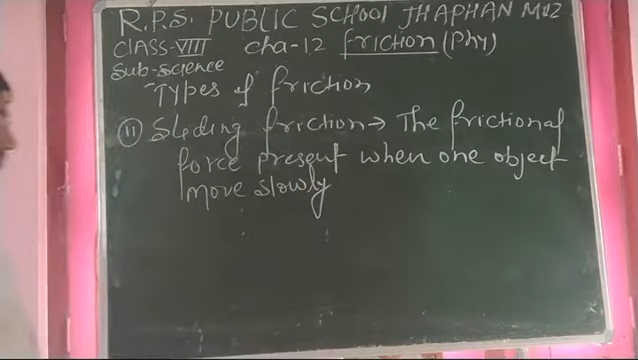 R.P.S. PUBLIC SCHOOL JHAPHAN MUZ
CLASS-VIII cha-12 friction (Phy)
Sub-science
Types of friction
(ii) Sliding friction → The frictional
force present when one object
move slowly